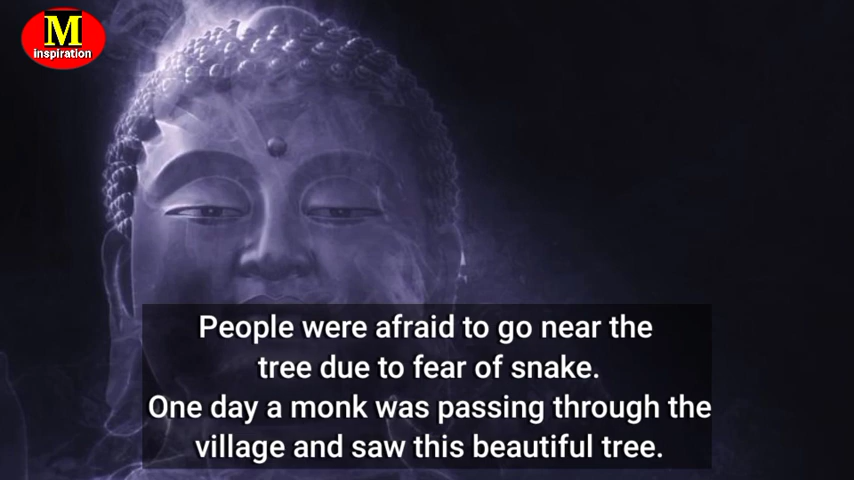 M
inspiration
People were afraid to go near the
tree due to fear of snake.
One day a monk was passing through the
village and saw this beautiful tree.